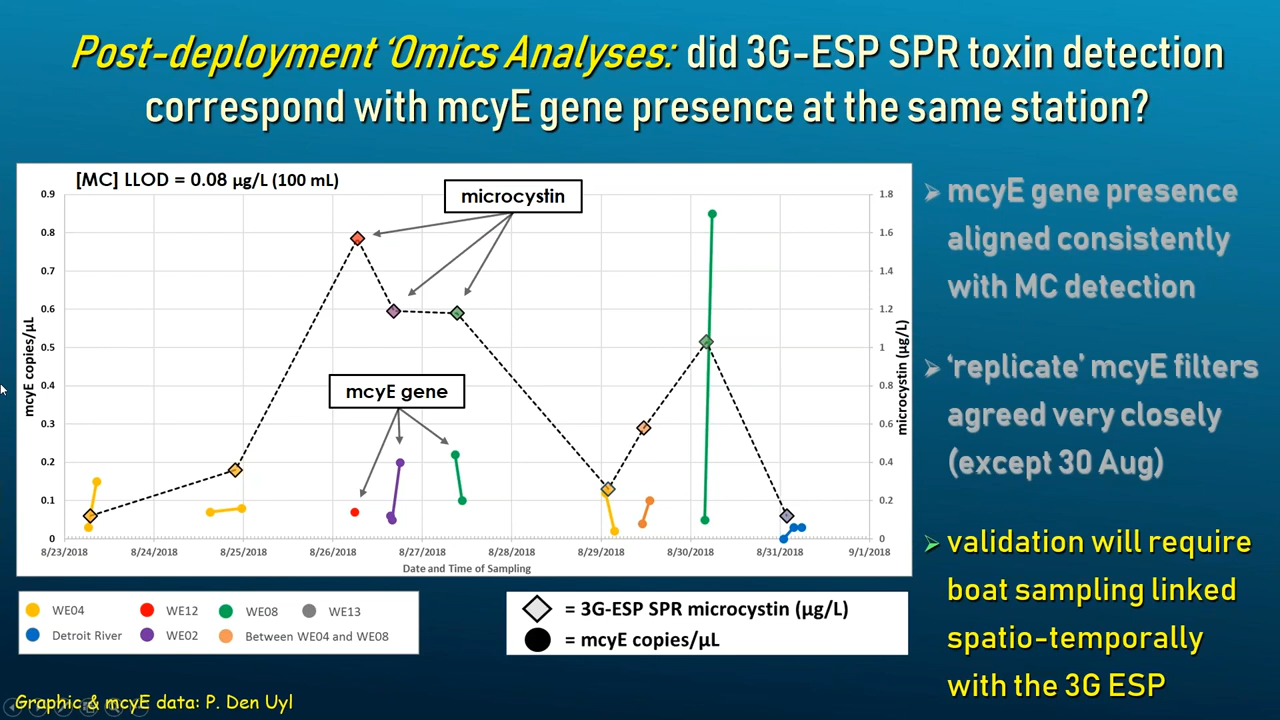 Post-deployment ‘Omics Analyses: did 3G-ESP SPR toxin detection
correspond with mcyE gene presence at the same station?
[MC] LLOD = 0.08 µg/L (100 mL)
microcystin
mcyE gene
mcyE copies/µL
0.9
0.8
0.7
0.6
0.5
0.4
0.3
0.2
0.1
0
microcystin (µg/L)
1.8
1.6
1.4
1.2
1
0.8
0.6
0.4
0.2
0
8/23/2018 8/24/2018 8/25/2018 8/26/2018 8/27/2018 8/28/2018 8/29/2018 8/30/2018 8/31/2018 9/1/2018
Date and Time of Sampling
WE04 WE12 WE08 WE13
Detroit River WE02 Between WE04 and WE08
= 3G-ESP SPR microcystin (µg/L)
= mcyE copies/µL
mcyE gene presence
aligned consistently
with MC detection
‘replicate’ mcyE filters
agreed very closely
(except 30 Aug)
validation will require
boat sampling linked
spatio-temporally
with the 3G ESP
Graphic & mcyE data: P. Den Uyl